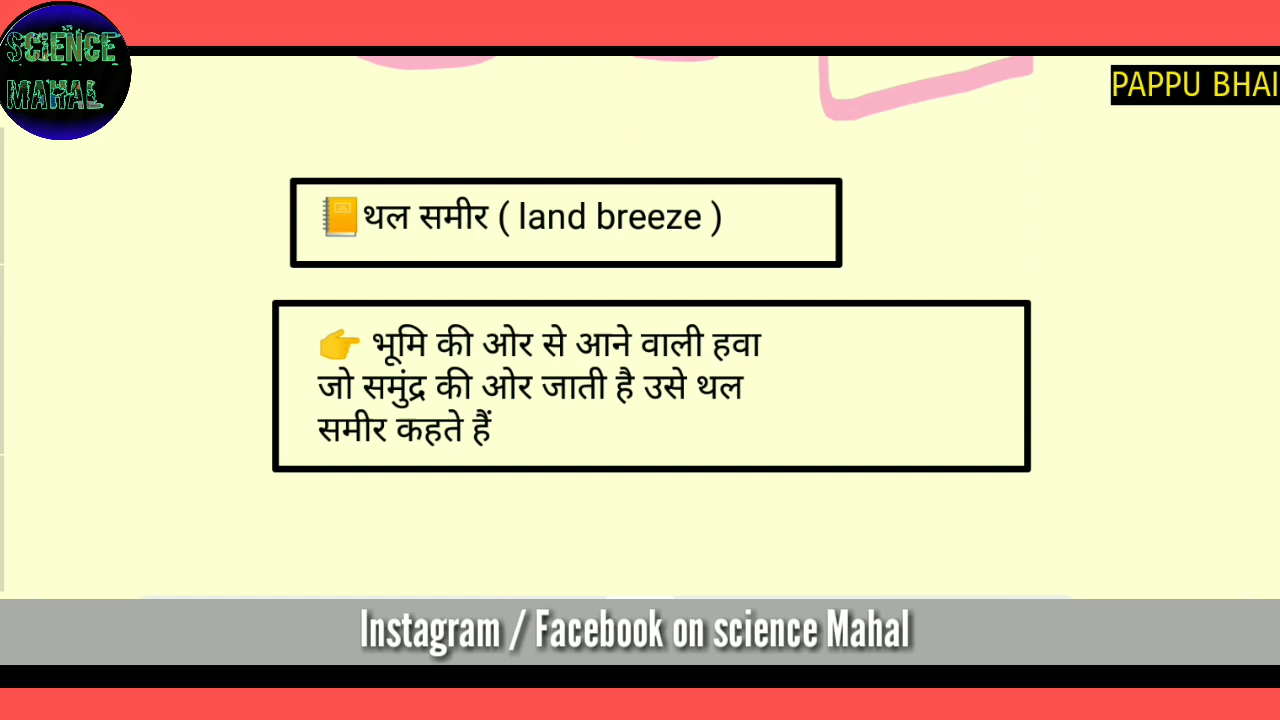 SCIENCE
MAHAL
PAPPU BHAI
थल समीर ( land breeze )
भूमि की ओर से आने वाली हवा
जो समुंद्र की ओर जाती है उसे थल
समीर कहते हैं
Instagram / Facebook on science Mahal